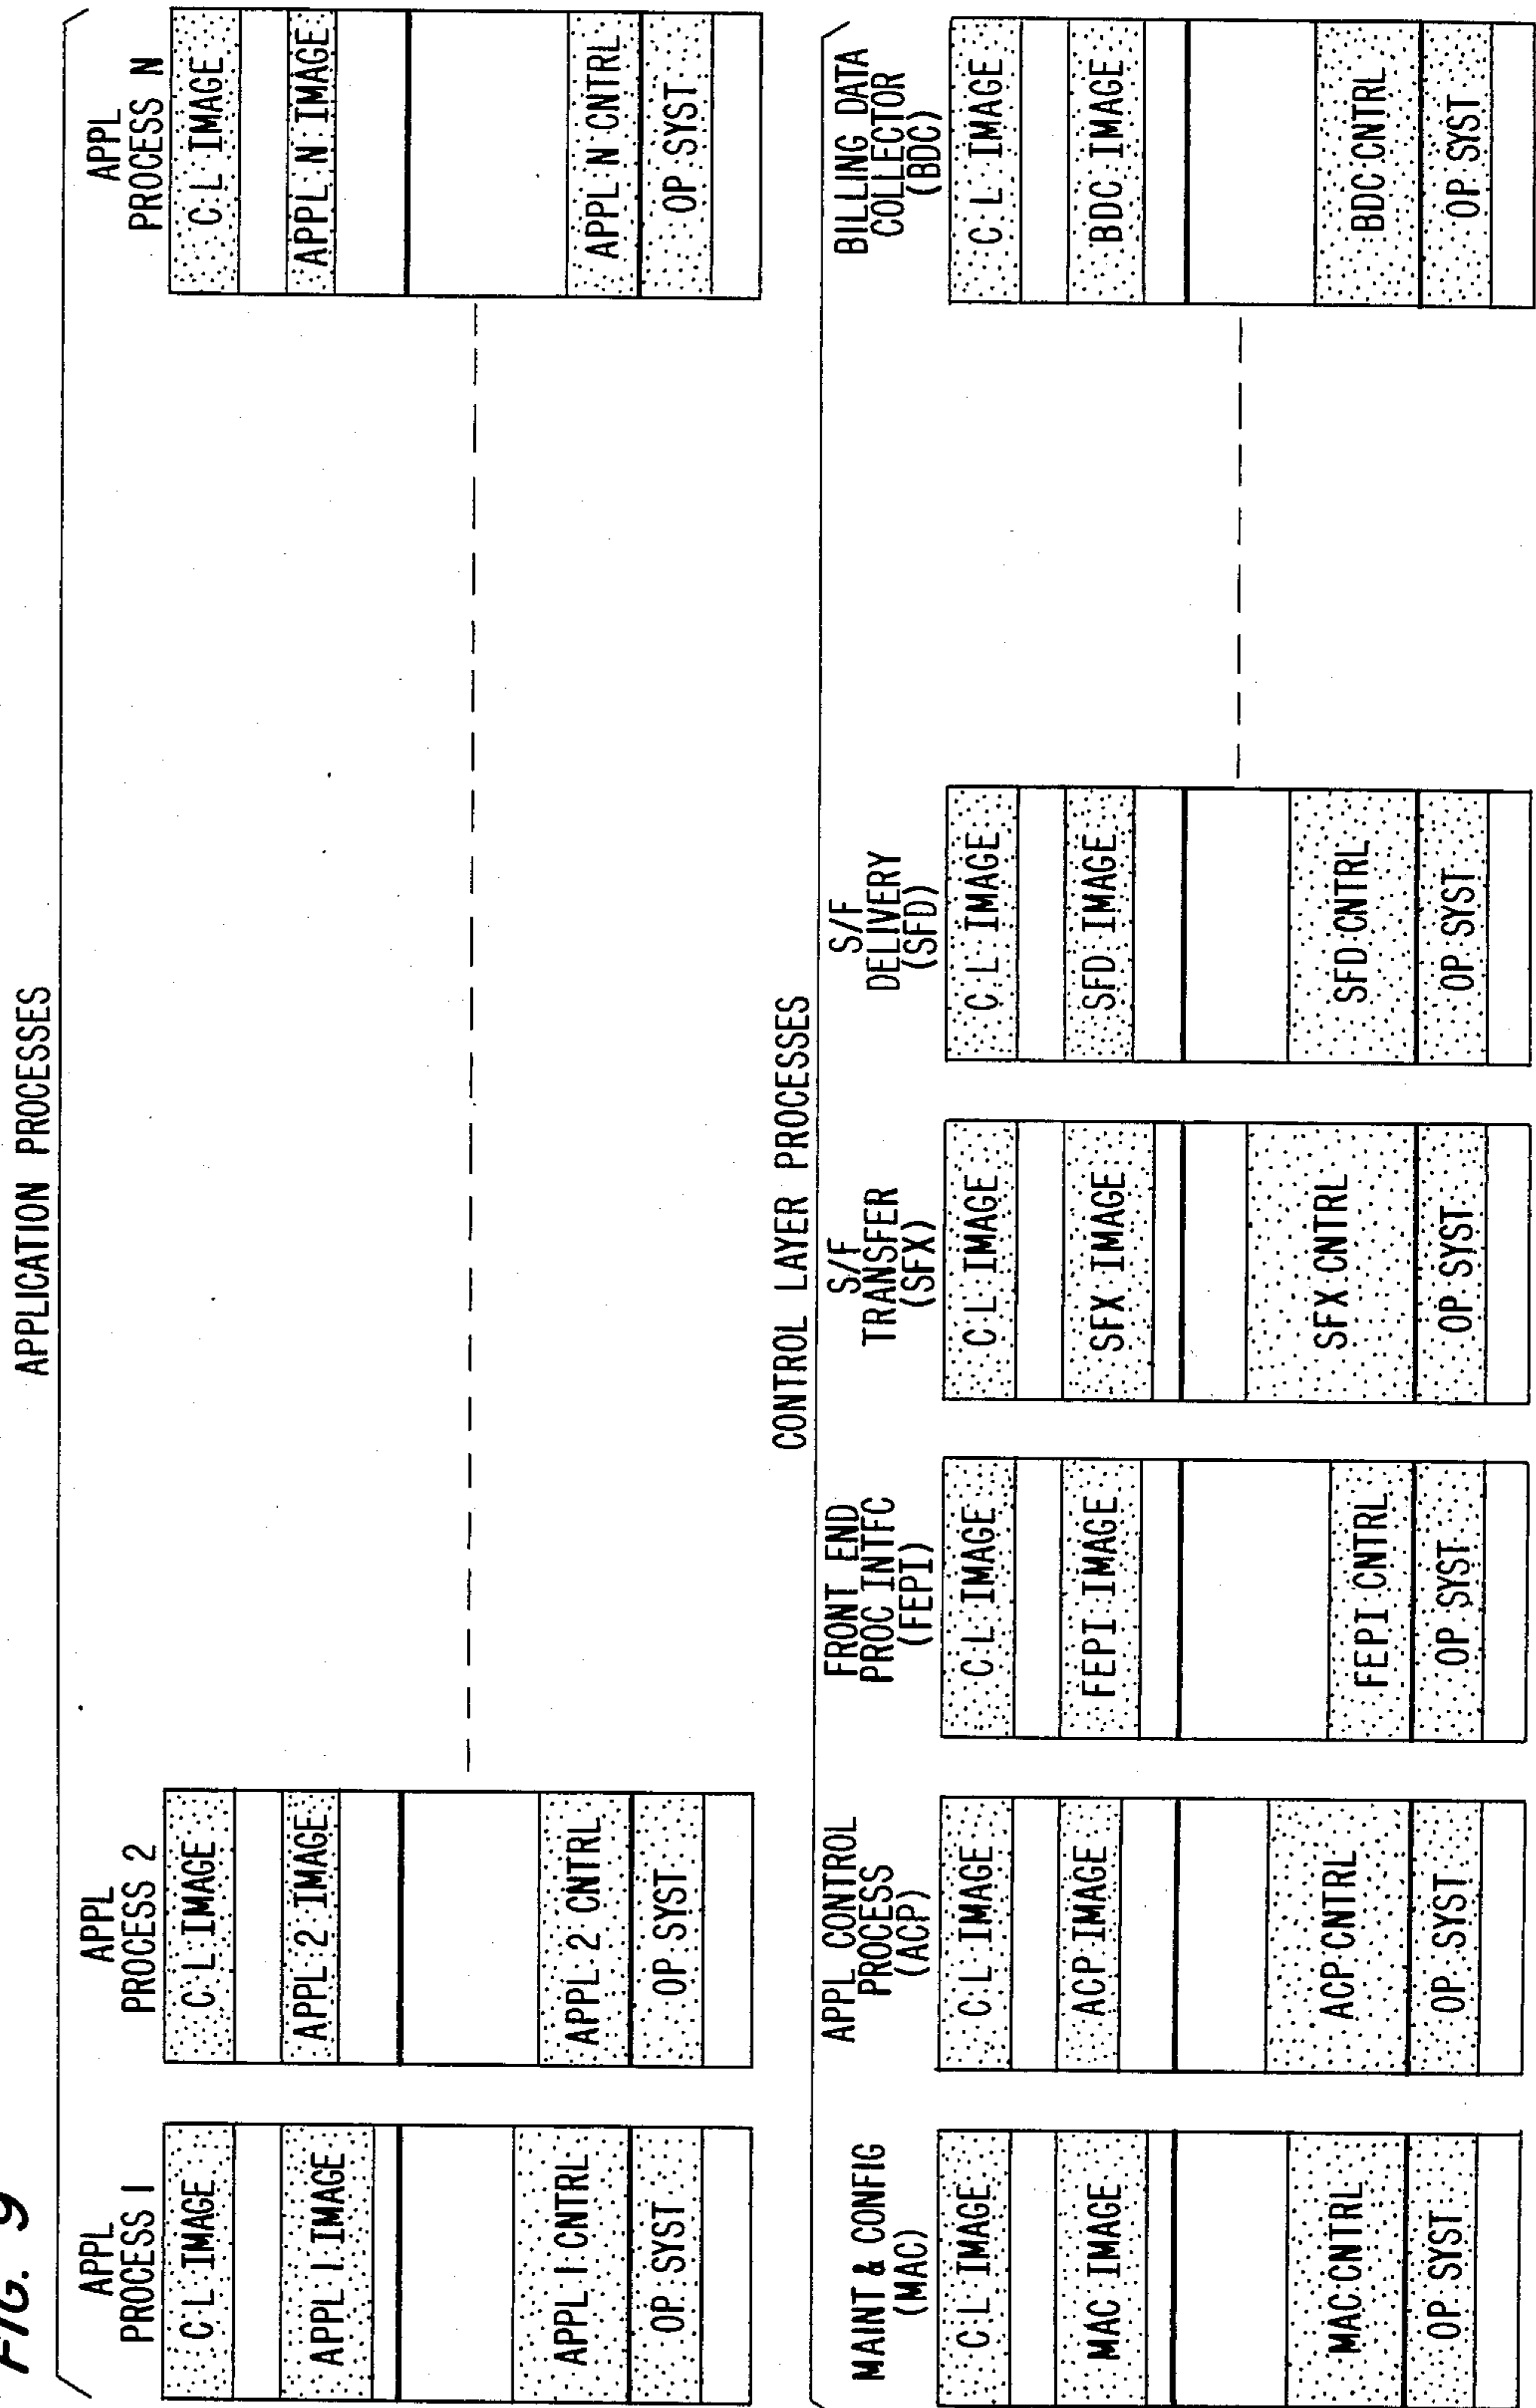 FIG. 9
APPLICATION PROCESSES
APPL
PROCESS 1
C L IMAGE
APPL 1 IMAGE
APPL 1 CNTRL
OP SYST
APPL
PROCESS 2
C L IMAGE
APPL 2 IMAGE
APPL 2 CNTRL
OP SYST
APPL
PROCESS N
C L IMAGE
APPL N IMAGE
APPL N CNTRL
OP SYST
CONTROL LAYER PROCESSES
MAINT & CONFIG
(MAC)
C L IMAGE
MAC IMAGE
MAC CNTRL
OP SYST
APPL CONTROL
PROCESS
(ACP)
C L IMAGE
ACP IMAGE
ACP CNTRL
OP SYST
FRONT END
PROC INTFC
(FEPI)
C L IMAGE
FEPI IMAGE
FEPI CNTRL
OP SYST
S/F
TRANSFER
(SFX)
C L IMAGE
SFX IMAGE
SFX CNTRL
OP SYST
S/F
DELIVERY
(SFD)
C L IMAGE
SFD IMAGE
SFD CNTRL
OP SYST
BILLING DATA
COLLECTOR
(BDC)
C L IMAGE
BDC IMAGE
BDC CNTRL
OP SYST